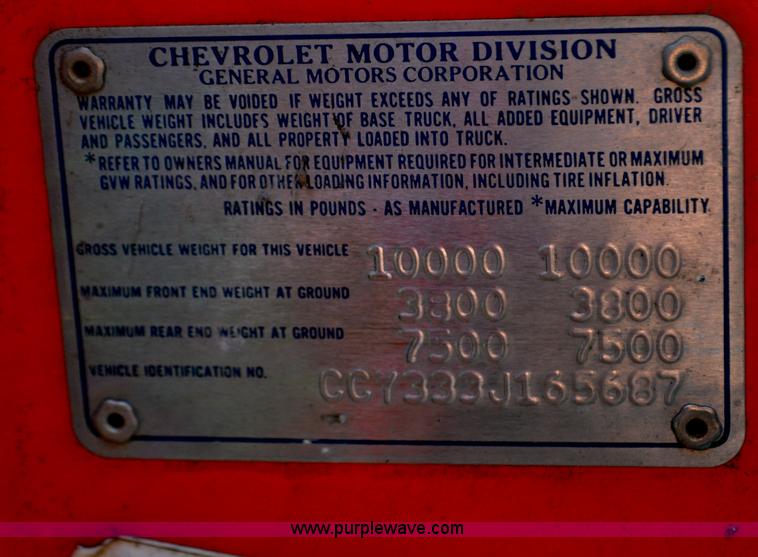 CHEVROLET MOTOR DIVISION
GENERAL MOTORS CORPORATION
WARRANTY MAY BE VOIDED IF WEIGHT EXCEEDS ANY OF RATINGS SHOWN. GROSS
VEHICLE WEIGHT INCLUDES WEIGHT OF BASE TRUCK, ALL ADDED EQUIPMENT, DRIVER
AND PASSENGERS, AND ALL PROPERTY LOADED INTO TRUCK.
*REFER TO OWNERS MANUAL FOR EQUIPMENT REQUIRED FOR INTERMEDIATE OR MAXIMUM
GVW RATINGS, AND FOR OTHER LOADING INFORMATION, INCLUDING TIRE INFLATION.
RATINGS IN POUNDS - AS MANUFACTURED *MAXIMUM CAPABILITY
GROSS VEHICLE WEIGHT FOR THIS VEHICLE 10000 10000
MAXIMUM FRONT END WEIGHT AT GROUND 3800 3800
MAXIMUM REAR END WEIGHT AT GROUND 7500 7500
VEHICLE IDENTIFICATION NO. CCY333J165687
www.purplewave.com